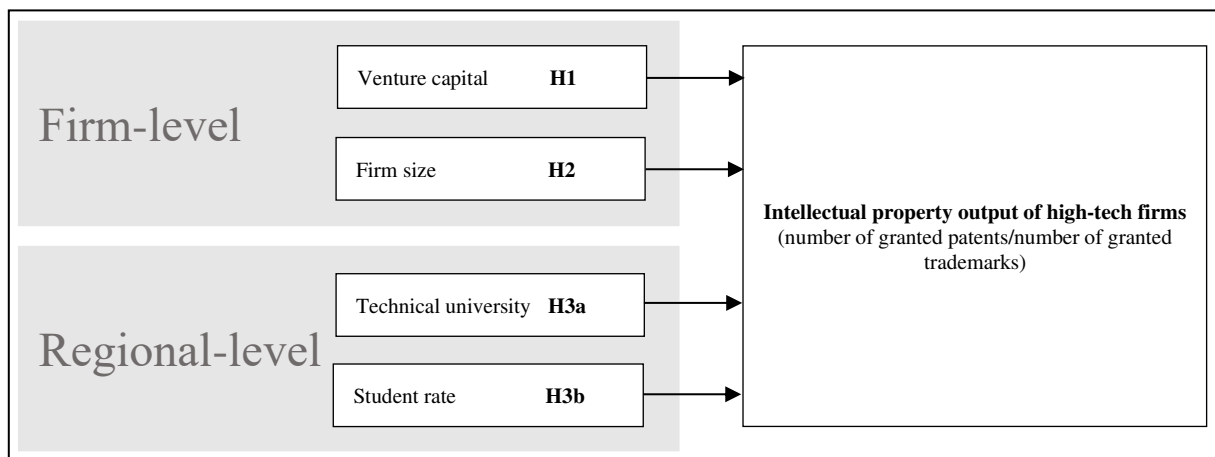 Firm-level
Venture capital H1
Firm size H2
Regional-level
Technical university H3a
Student rate H3b
Intellectual property output of high-tech firms
(number of granted patents/number of granted
trademarks)